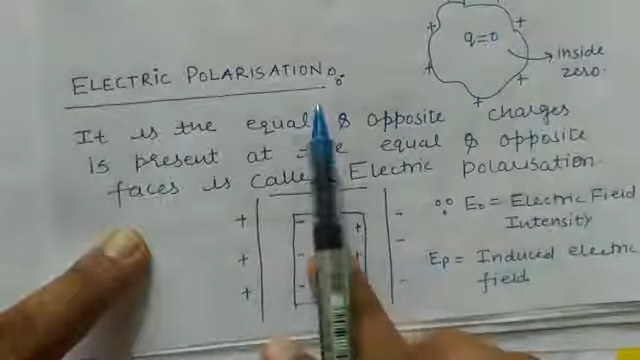 q=0
inside
zero.
ELECTRIC POLARISATION
It is the equal & opposite charges
is present at equal & opposite
faces is called Electric polarisation.
+ - + -
+ - -
+ - -
∵ E₀ = Electric Field
Intensity
Ep = Induced electric
field